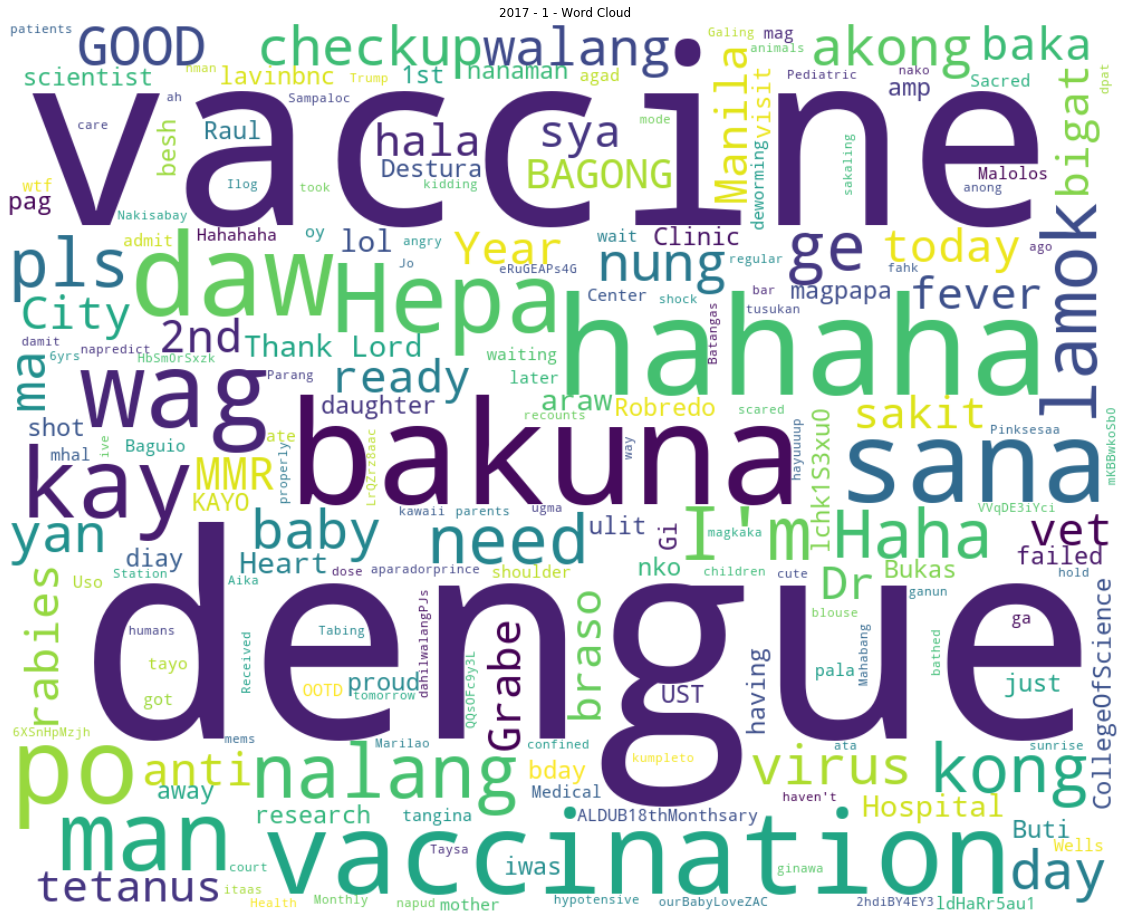 2017 - 1 - Word Cloud
patients
GOOD
checkup
walang
Galing
mag
akong
baka
scientist
hman
lavinbnc
Trump
1st
hanaman
agad
animals
Manila
visit
Pediatric
nako
amp
Sacred
bigat
dpat
vaccine
ah
Sampaloc
care
besh
Raul
hala
Destura
sya
BAGONG
mode
deworming
sakaling
anong
Malolos
wtf
pag
Ilog
took
kidding
Nakisabay
admit
Hahahaha
oy
lol
angry
Year
wait
Clinic
regular
ge
today
ago
lamok
pls
daw
Hepa
Jo
eRuGEAPs4G
nung
magpapa
fahk
fever
City
Center
shock
bar
tusukan
Batangas
hahaha
damit
2nd
6yrs
napredict
HbSmOrSxzk
Thank Lord
waiting
ma
wag
Parang
ready
later
daughter
araw
recounts
Robredo
scared
sakit
shot
mhal
ive
Baguio
ate
properly
LrQZrz8aac
bakuna
way
hayuuuup
lchk1S3xu0
Pinksesaa
sana
mKBBwkoSb0
kay
MMR
KAYO
kawaii
parents
ugma
VVqDE3iYci
yan
baby
need
ulit
Gi
I'm
magkaka
Haha
vet
failed
diay
Heart
Uso
Station
Aika
dose
aparadorprince
shoulder
nko
children
cute
Dr
Bukas
hold
ganun
rabies
dengue
humans
Tabing
dahilwalangPJs
Grabe
braso
blouse
ga
CollegeOfScience
tayo
Received
got
OOTD
proud
tomorrow
QQsOFc9y3L
UST
having
pala
Mahabang
bathed
just
6XSnHpMzjh
mems
Marilao
confined
kumpleto
ata
sunrise
po
anti
nalang
bday
virus
kong
away
Medical
haven't
Hospital
research
tangina
ALDUB18thMonthsary
Buti
Wells
man
court
vaccination
Taysa
iwas
ginawa
day
tetanus
itaas
Health
Monthly
napud
mother
hypotensive
ourBabyLoveZAC
2hdiBY4EY3
ldHaRr5au1